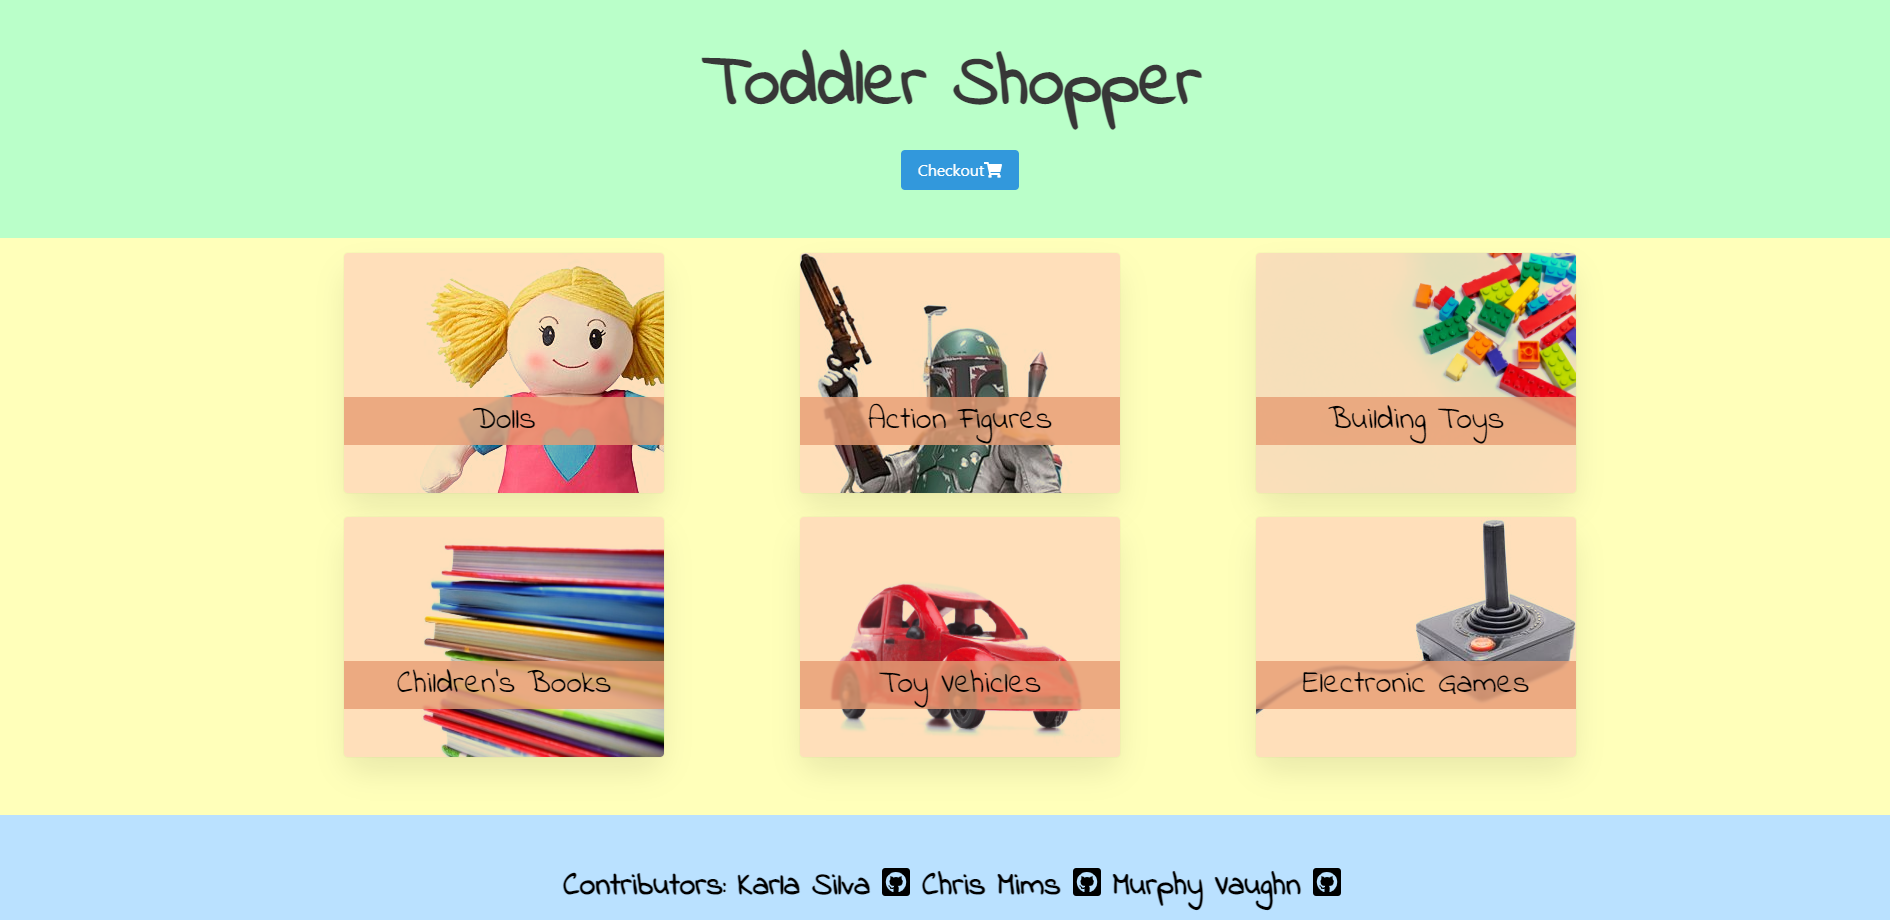 Toddler Shopper
Checkout
Dolls
Action Figures
Building Toys
Children's Books
Toy Vehicles
Electronic Games
Contributors: Karla Silva Chris Mims Murphy Vaughn